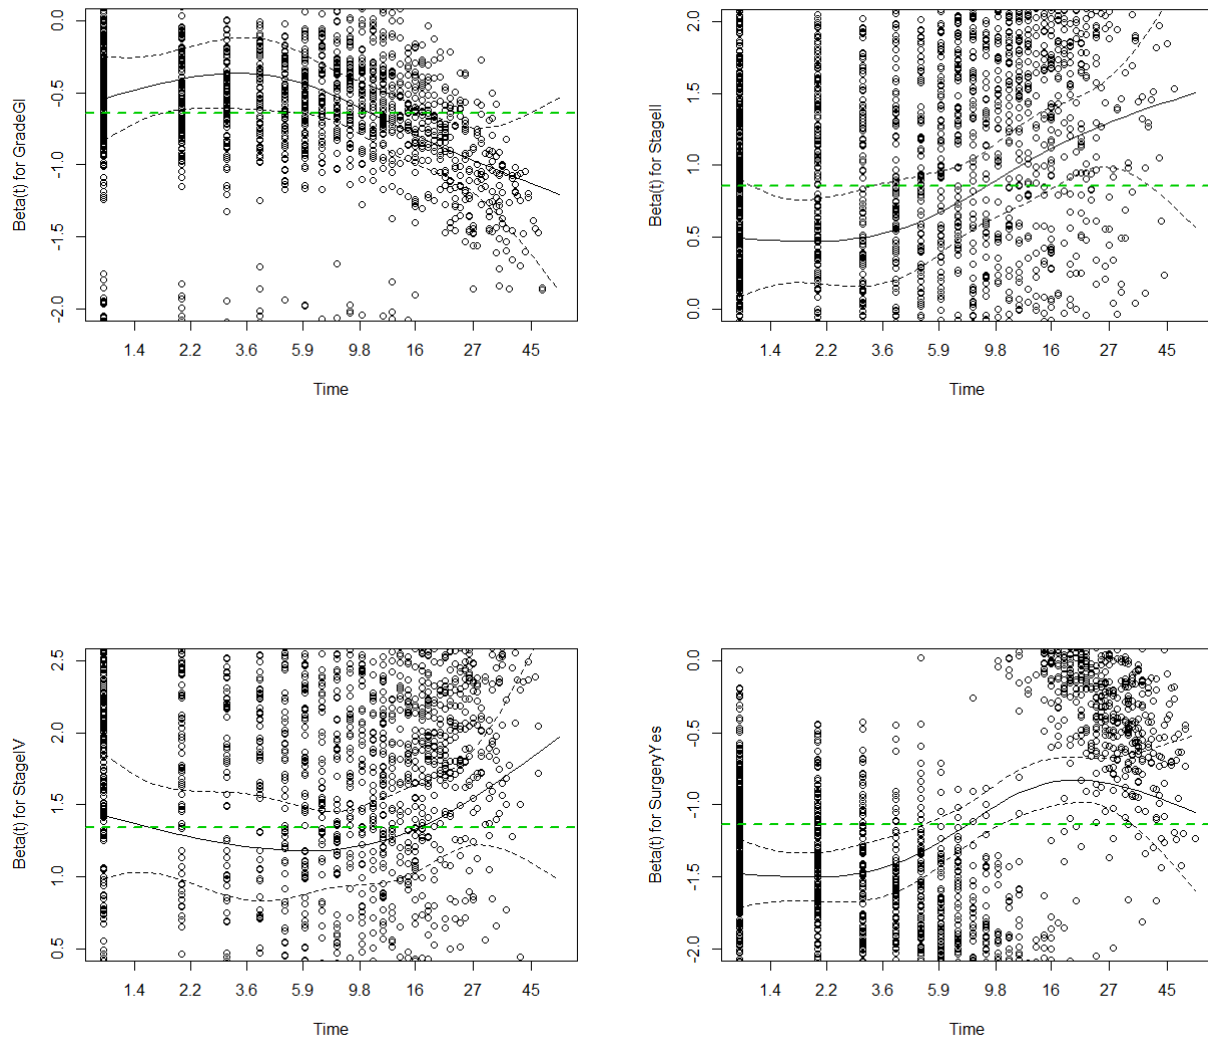 0.0
-0.5
-1.0
-1.5
-2.0
Beta(t) for GradeGI
1.4 2.2 3.6 5.9 9.8 16 27 45
Time
2.0
1.5
1.0
0.5
0.0
Beta(t) for StageII
1.4 2.2 3.6 5.9 9.8 16 27 45
Time
2.5
2.0
1.5
1.0
0.5
Beta(t) for StageIV
1.4 2.2 3.6 5.9 9.8 16 27 45
Time
0.0
-0.5
-1.0
-1.5
-2.0
Beta(t) for SurgeryYes
1.4 2.2 3.6 5.9 9.8 16 27 45
Time